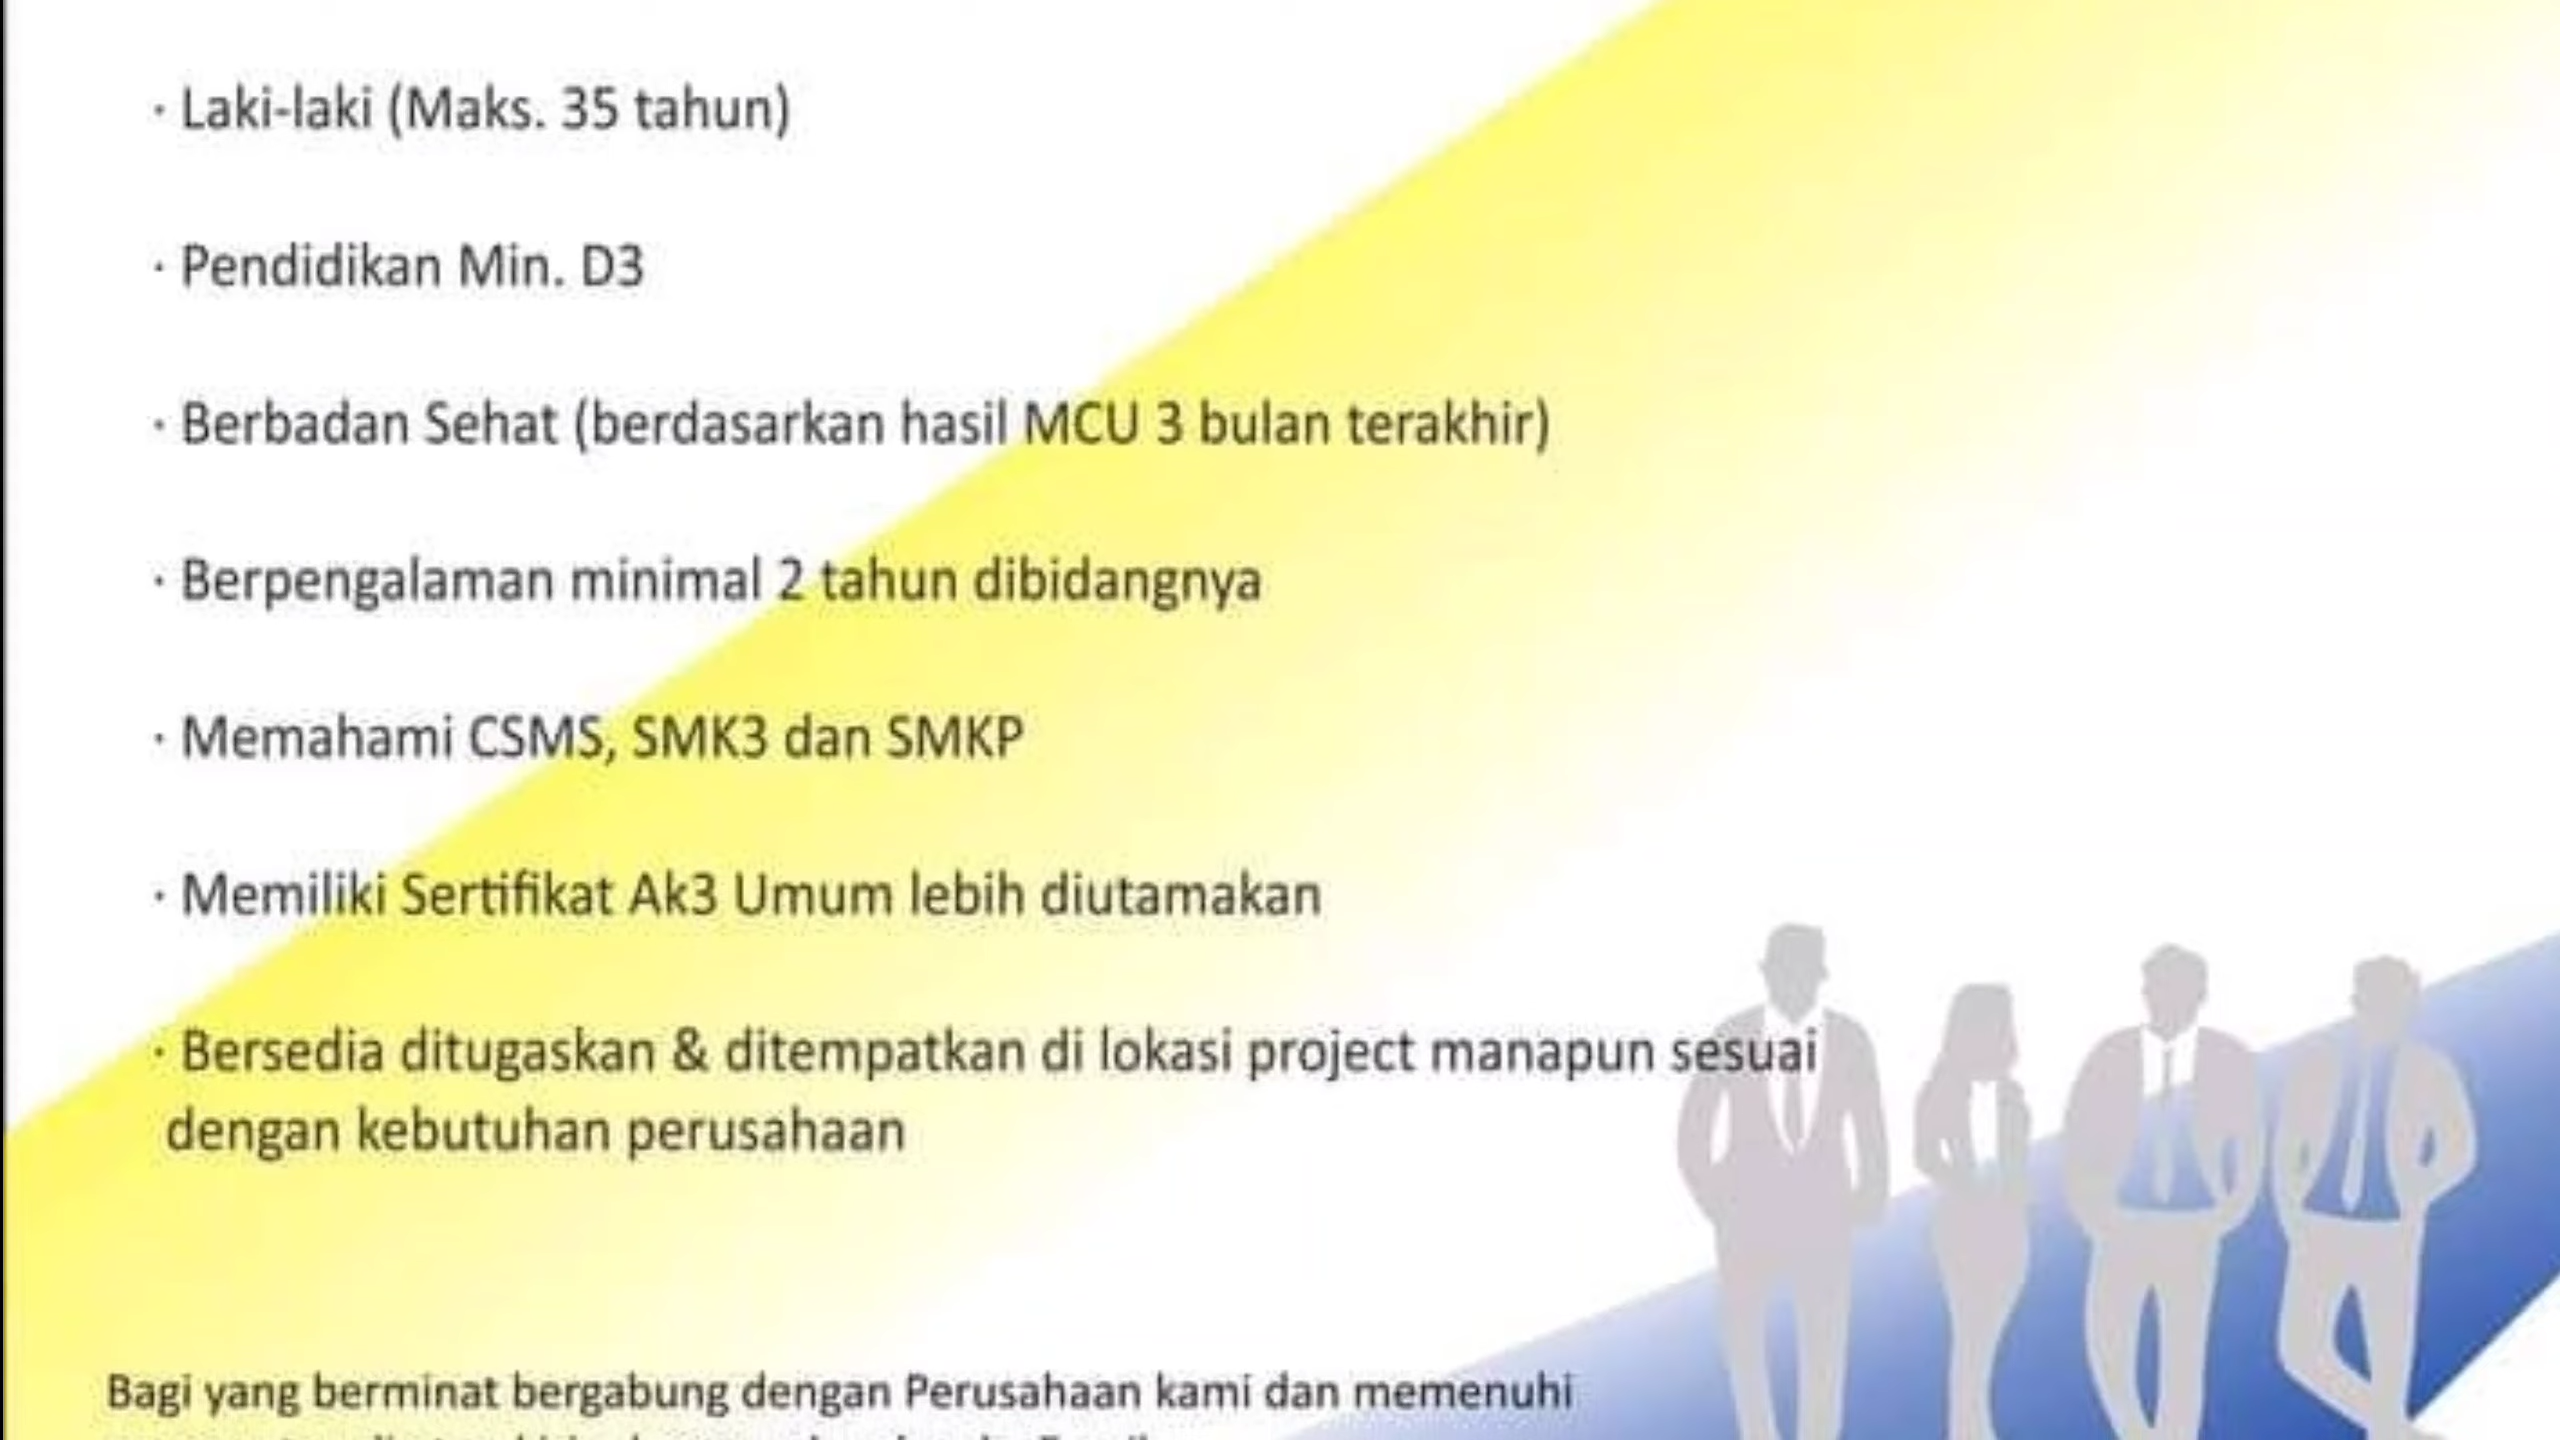 · Laki-laki (Maks. 35 tahun)
· Pendidikan Min. D3
· Berbadan Sehat (berdasarkan hasil MCU 3 bulan terakhir)
· Berpengalaman minimal 2 tahun dibidangnya
· Memahami CSMS, SMK3 dan SMKP
· Memiliki Sertifikat Ak3 Umum lebih diutamakan
· Bersedia ditugaskan & ditempatkan di lokasi project manapun sesuai
dengan kebutuhan perusahaan
Bagi yang berminat bergabung dengan Perusahaan kami dan memenuhi